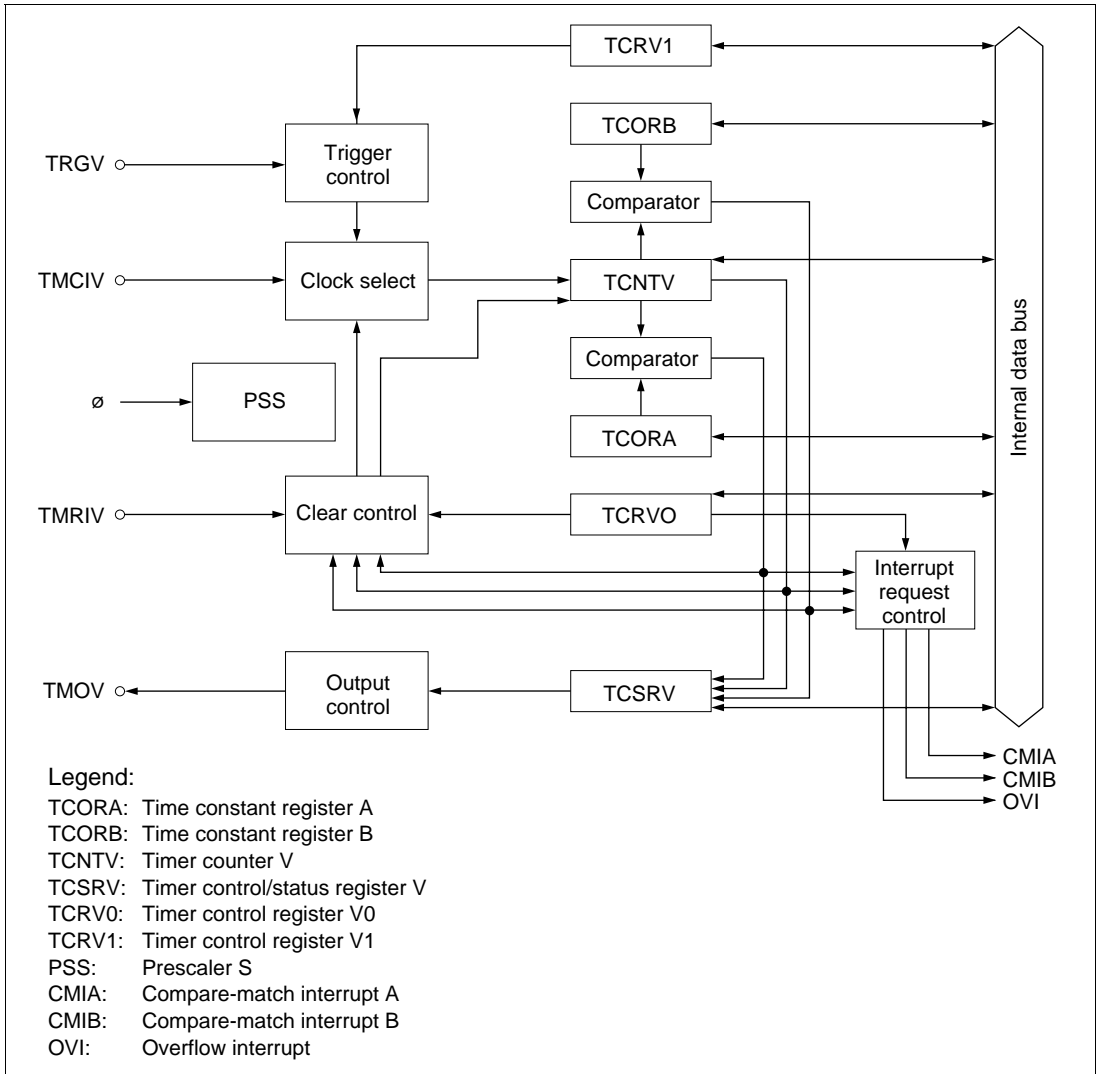 TCRV1
TCORB
TRGV
Trigger
control
Comparator
TMCIV
Clock select
TCNTV
Comparator
Internal data bus
ø
PSS
TCORA
TMRIV
Clear control
TCRVO
Interrupt
request
control
TMOV
Output
control
TCSRV
CMIA
CMIB
OVI
Legend:
TCORA: Time constant register A
TCORB: Time constant register B
TCNTV: Timer counter V
TCSRV: Timer control/status register V
TCRV0: Timer control register V0
TCRV1: Timer control register V1
PSS: Prescaler S
CMIA: Compare-match interrupt A
CMIB: Compare-match interrupt B
OVI: Overflow interrupt